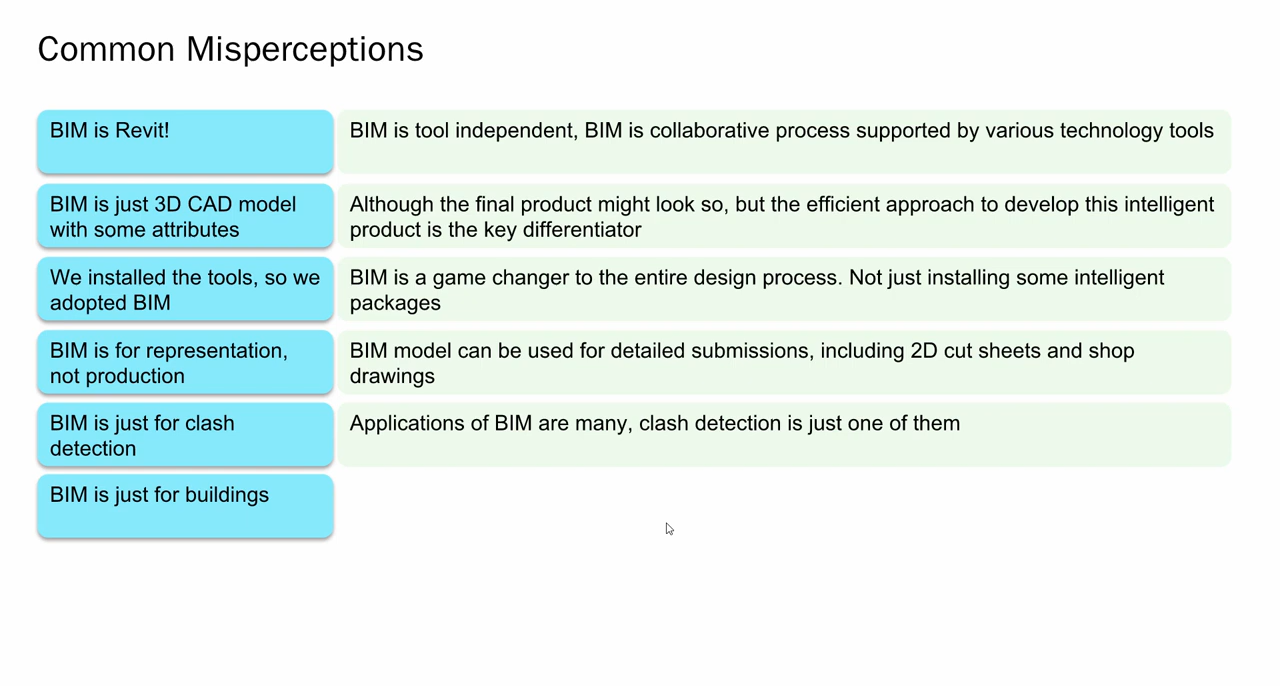 Common Misperceptions
BIM is Revit!
BIM is tool independent, BIM is collaborative process supported by various technology tools
BIM is just 3D CAD model
with some attributes
Although the final product might look so, but the efficient approach to develop this intelligent
product is the key differentiator
We installed the tools, so we
adopted BIM
BIM is a game changer to the entire design process. Not just installing some intelligent
packages
BIM is for representation,
not production
BIM model can be used for detailed submissions, including 2D cut sheets and shop
drawings
BIM is just for clash
detection
Applications of BIM are many, clash detection is just one of them
BIM is just for buildings